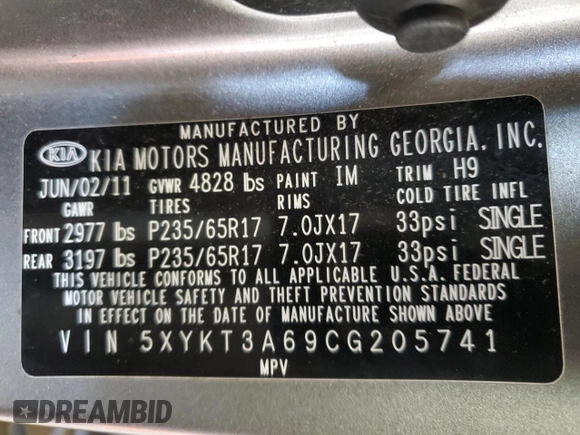 MANUFACTURED BY
KIA KIA MOTORS MANUFACTURING GEORGIA, INC.
JUN/02/11 GVWR 4828 lbs PAINT IM TRIM H9
GAWR TIRES RIMS COLD TIRE INFL
FRONT 2977 lbs P235/65R17 7.0JX17 33psi SINGLE
REAR 3197 lbs P235/65R17 7.0JX17 33psi SINGLE
THIS VEHICLE CONFORMS TO ALL APPLICABLE U.S.A. FEDERAL
MOTOR VEHICLE SAFETY AND THEFT PREVENTION STANDARDS
IN EFFECT ON THE DATE OF MANUFACTURE SHOWN ABOVE
VIN 5XYKT3A69CG205741
MPV
DREAMBID